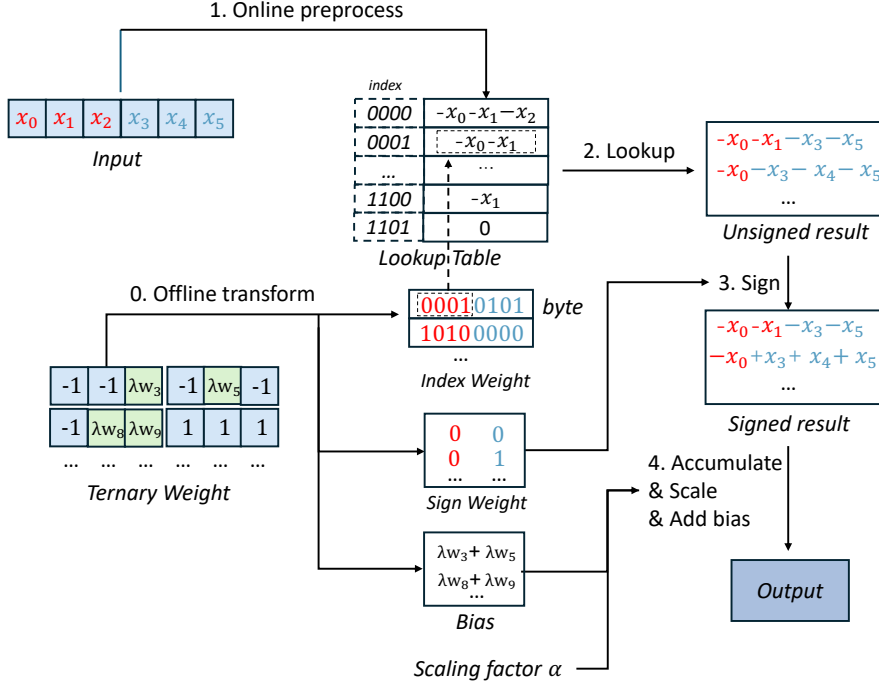 1. Online preprocess
x₀ x₁ x₂ x₃ x₄ x₅
Input
index
0000 -x₀-x₁−x₂
0001 -x₀-x₁
... ...
1100 -x₁
1101 0
Lookup Table
2. Lookup
-x₀-x₁−x₃−x₅
-x₀−x₃− x₄− x₅
...
Unsigned result
3. Sign
-x₀-x₁−x₃−x₅
−x₀+x₃+ x₄+ x₅
...
Signed result
0. Offline transform
00010101 byte
10100000
...
Index Weight
-1 -1 λw₃ -1 λw₅ -1
-1 λw₈ λw₉ 1 1 1
... ... ... ... ... ...
Ternary Weight
0 0
0 1
... ...
Sign Weight
4. Accumulate
& Scale
& Add bias
λw₃+ λw₅
λw₈+ λw₉
...
Bias
Output
Scaling factor α